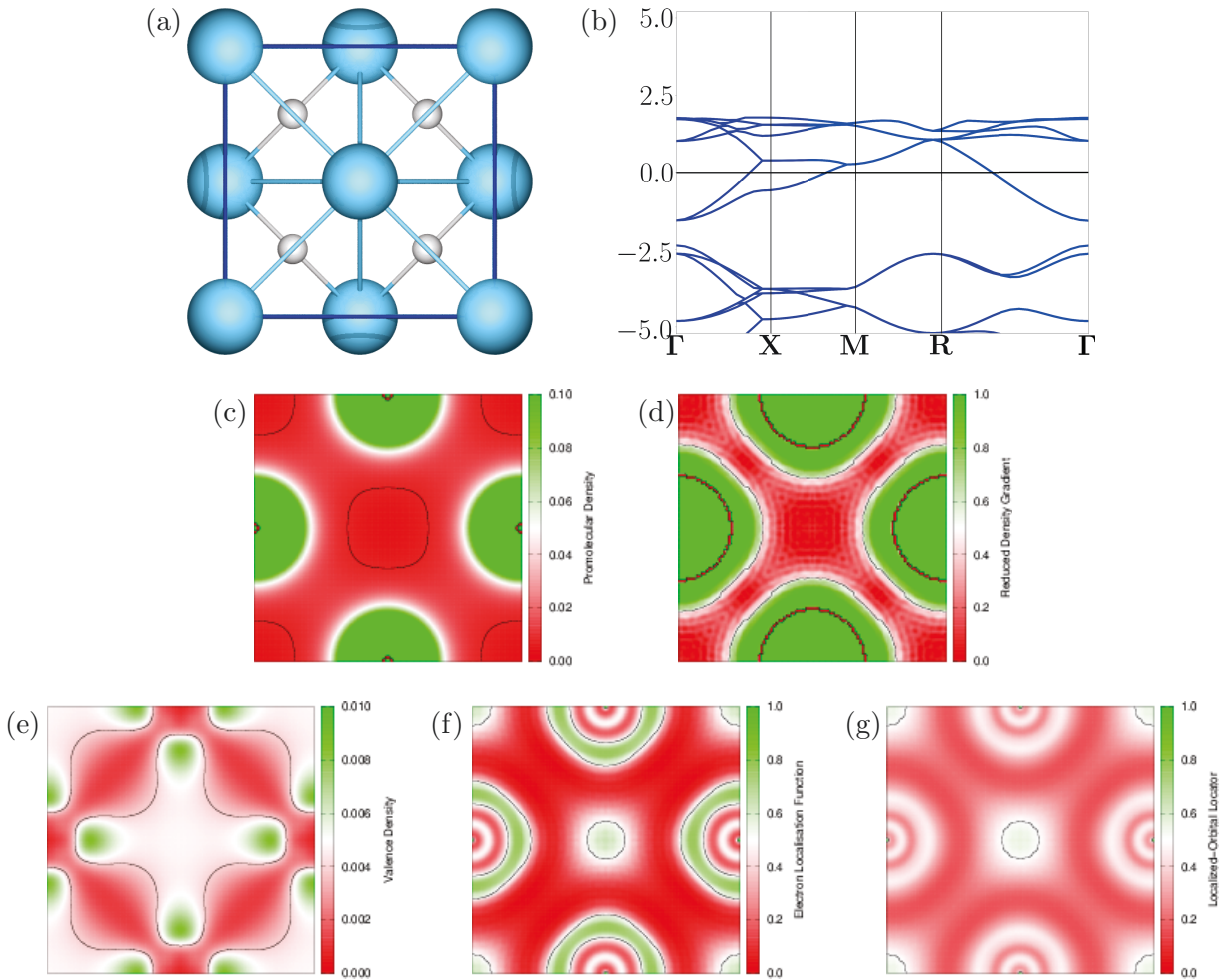 (a)
(b)
5.0
2.5
0.0
−2.5
−5.0
Γ X M R Γ
(c)
0.10
0.08
0.06
0.04
0.02
0.00
Promolecular Density
(d)
1.0
0.8
0.6
0.4
0.2
0.0
Reduced Density Gradient
(e)
0.010
0.008
0.006
0.004
0.002
0.000
Valence Density
(f)
1.0
0.8
0.6
0.4
0.2
0.0
Electron Localisation Function
(g)
1.0
0.8
0.6
0.4
0.2
0.0
Localized-Orbital Locator